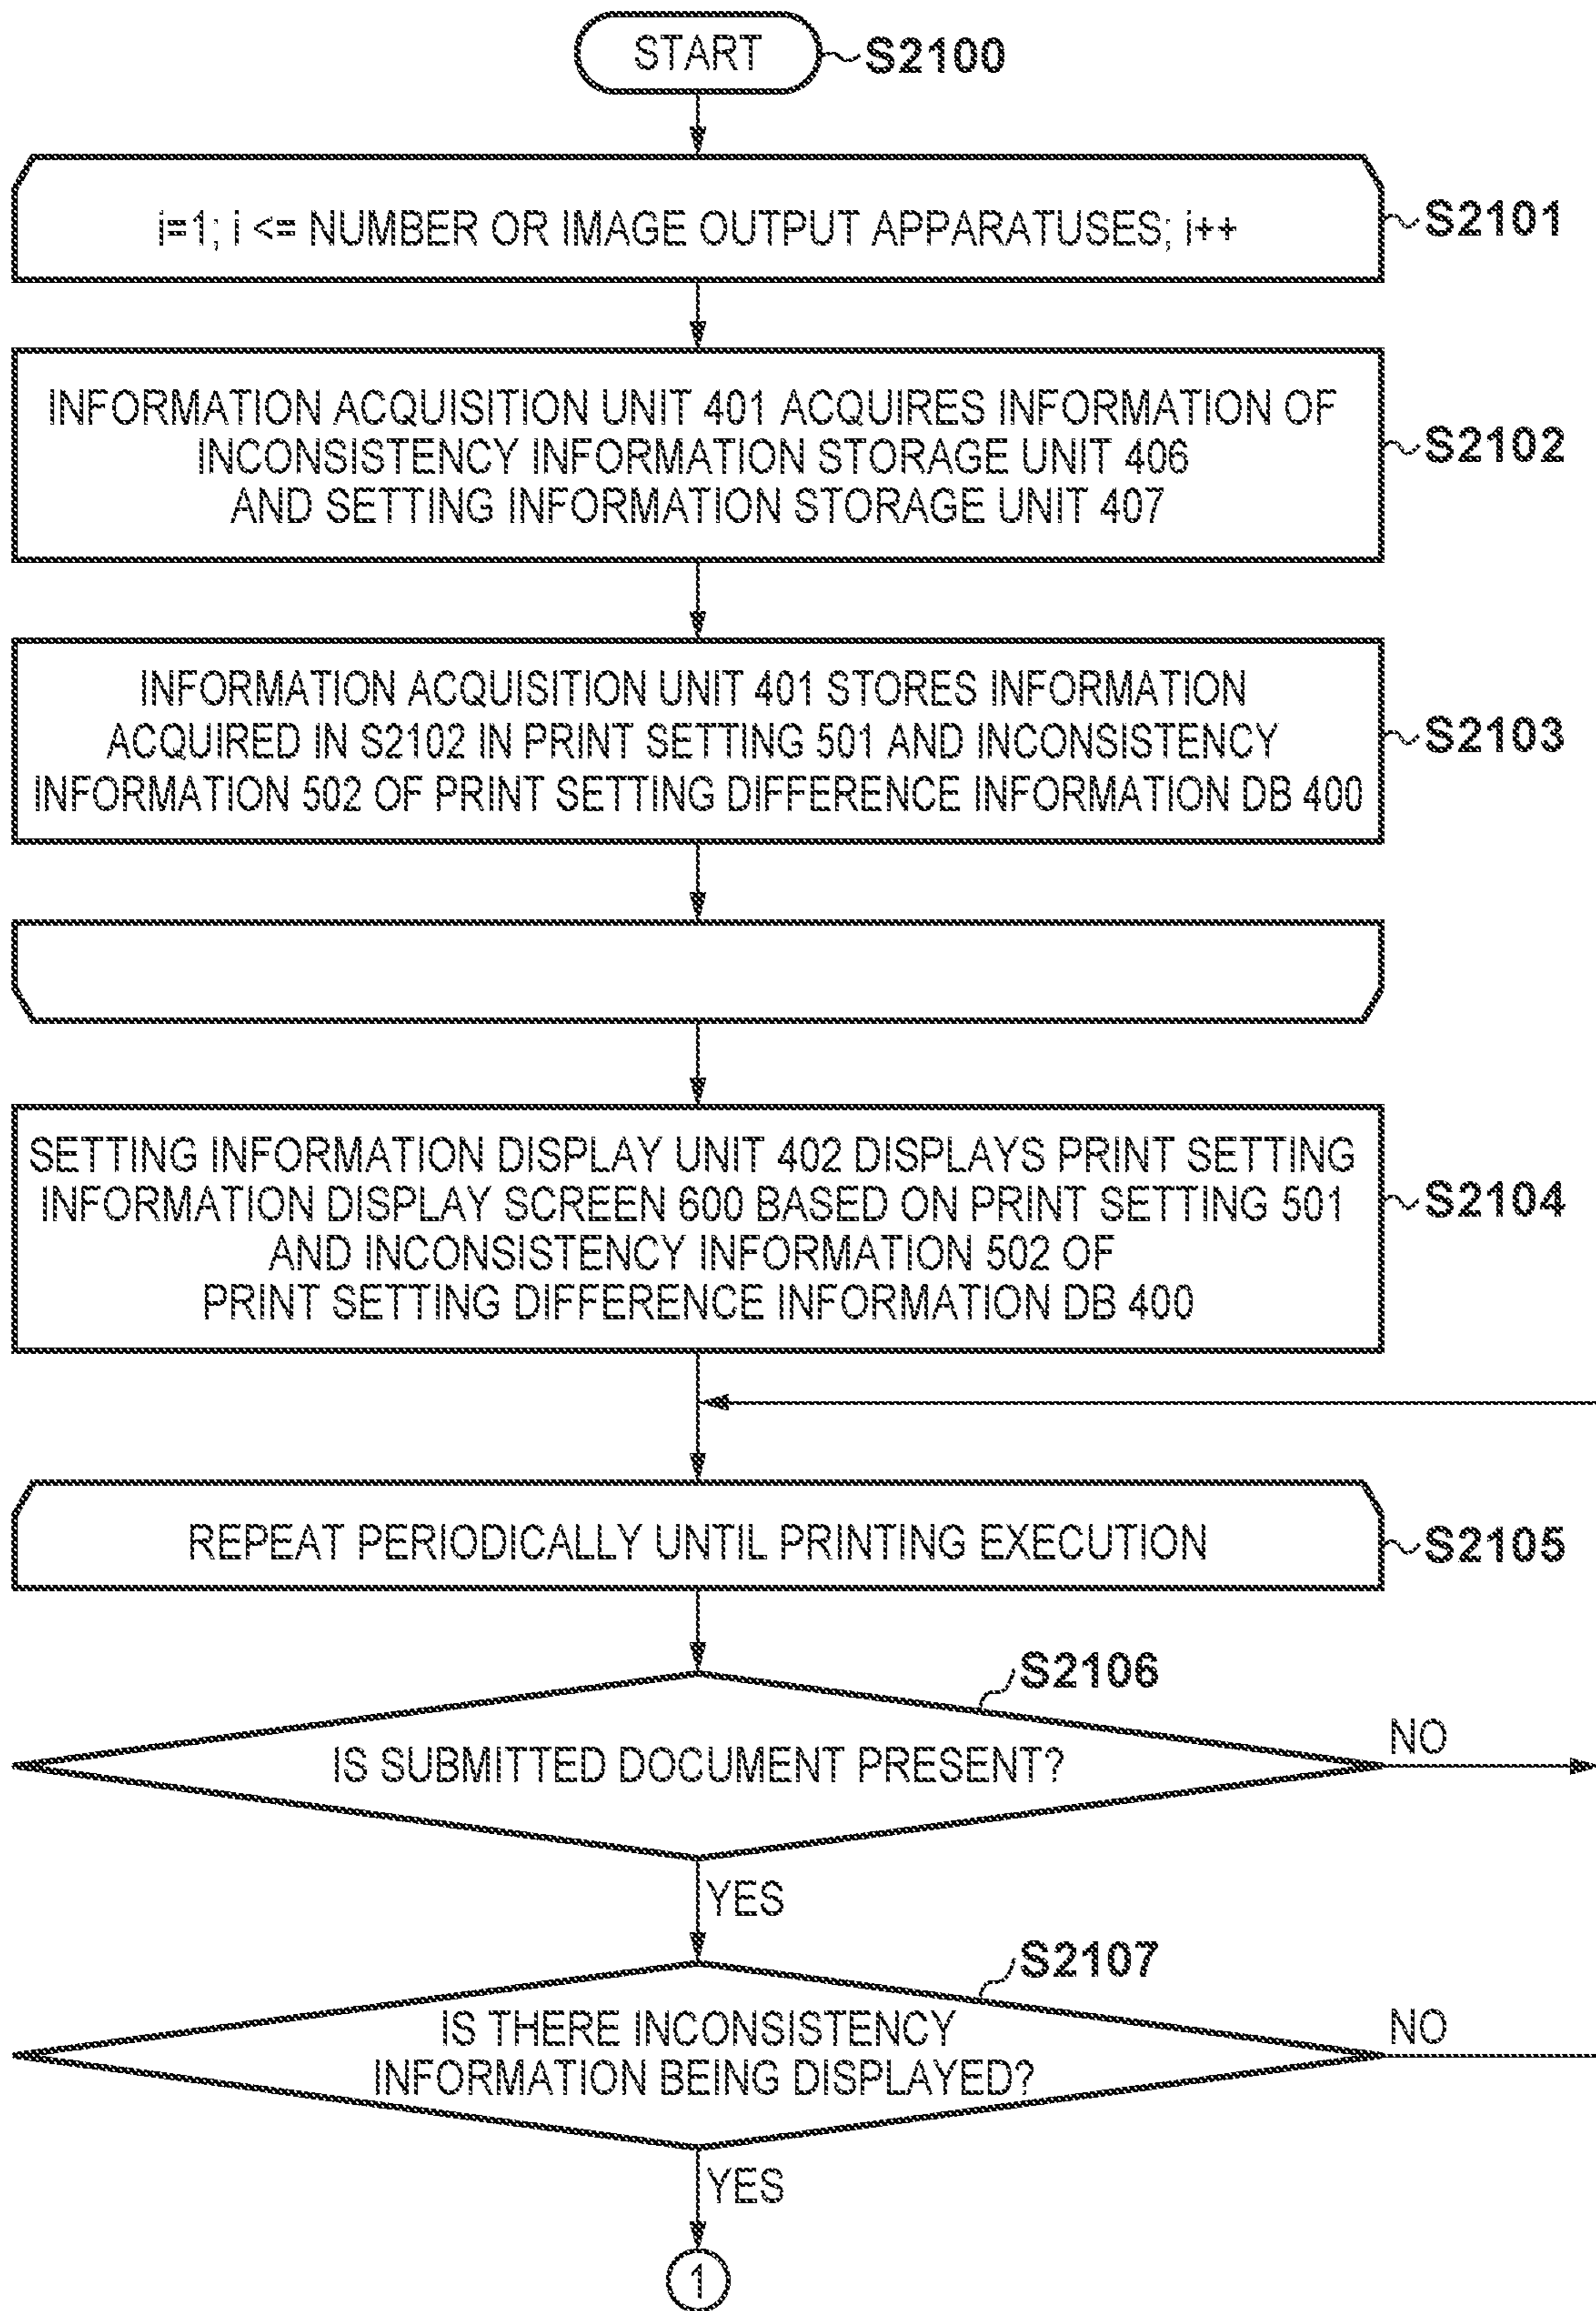 START
S2100
i=1; i <= NUMBER OR IMAGE OUTPUT APPARATUSES; i++
S2101
INFORMATION ACQUISITION UNIT 401 ACQUIRES INFORMATION OF
INCONSISTENCY INFORMATION STORAGE UNIT 406
AND SETTING INFORMATION STORAGE UNIT 407
S2102
INFORMATION ACQUISITION UNIT 401 STORES INFORMATION
ACQUIRED IN S2102 IN PRINT SETTING 501 AND INCONSISTENCY
INFORMATION 502 OF PRINT SETTING DIFFERENCE INFORMATION DB 400
S2103
SETTING INFORMATION DISPLAY UNIT 402 DISPLAYS PRINT SETTING
INFORMATION DISPLAY SCREEN 600 BASED ON PRINT SETTING 501
AND INCONSISTENCY INFORMATION 502 OF
PRINT SETTING DIFFERENCE INFORMATION DB 400
S2104
REPEAT PERIODICALLY UNTIL PRINTING EXECUTION
S2105
S2106
IS SUBMITTED DOCUMENT PRESENT?
NO
YES
S2107
IS THERE INCONSISTENCY
INFORMATION BEING DISPLAYED?
NO
YES
1